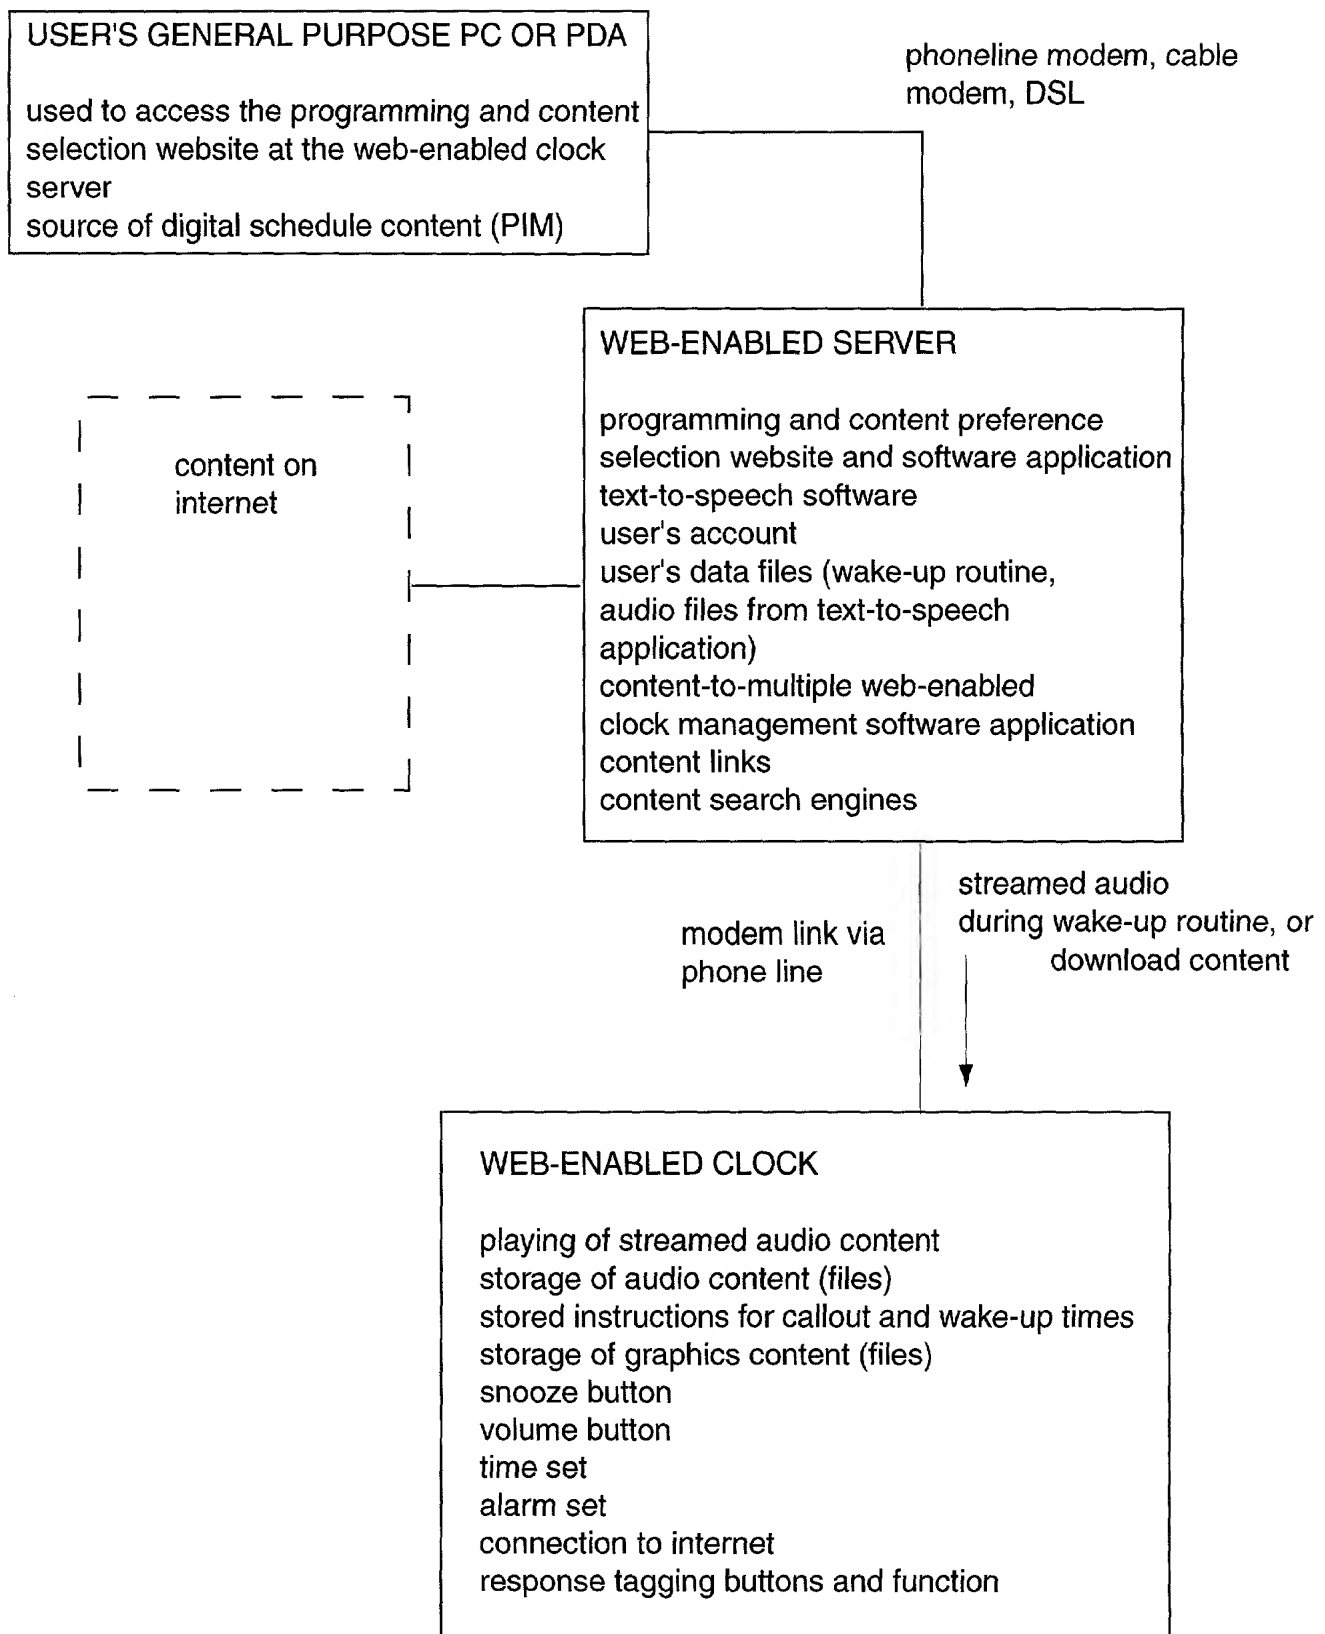 USER'S GENERAL PURPOSE PC OR PDA
used to access the programming and content
selection website at the web-enabled clock
server
source of digital schedule content (PIM)
phoneline modem, cable
modem, DSL
WEB-ENABLED SERVER
programming and content preference
selection website and software application
text-to-speech software
user's account
user's data files (wake-up routine,
audio files from text-to-speech
application)
content-to-multiple web-enabled
clock management software application
content links
content search engines
content on
internet
modem link via
phone line
streamed audio
during wake-up routine, or
download content
WEB-ENABLED CLOCK
playing of streamed audio content
storage of audio content (files)
stored instructions for callout and wake-up times
storage of graphics content (files)
snooze button
volume button
time set
alarm set
connection to internet
response tagging buttons and function